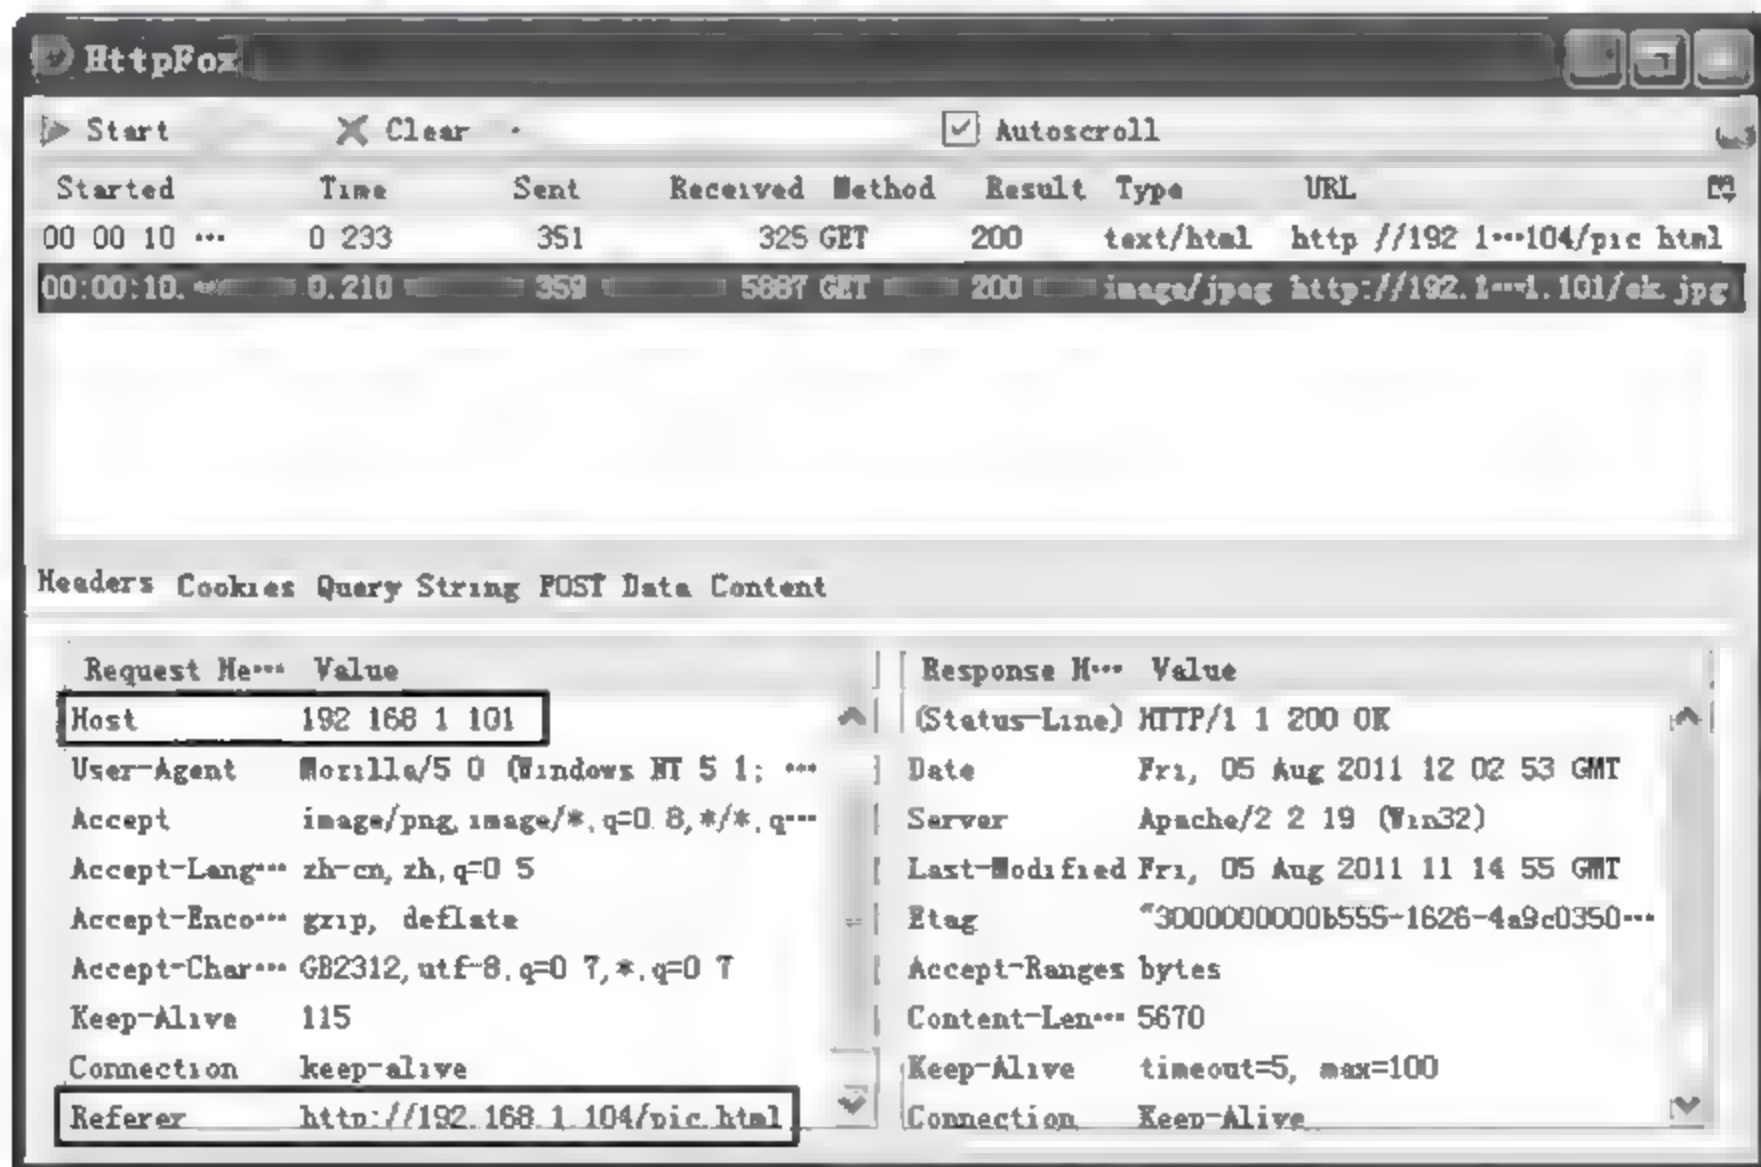 HttpFox
Start Clear Autoscroll
Started Time Sent Received Method Result Type URL
00 00 10 ··· 0 233 351 325 GET 200 text/html http //192 1···104/pic html
00:00:10. 0.210 359 5887 GET 200 image/jpeg http://192.1···1.101/ok.jpg
Headers Cookies Query String POST Data Content
Request He··· Value Response H··· Value
Host 192 168 1 101 (Status-Line) HTTP/1 1 200 OK
User-Agent Mozilla/5 0 (Windows NT 5 1; ··· Date Fri, 05 Aug 2011 12 02 53 GMT
Accept image/png,image/*,q=0 8,*/*,q··· Server Apache/2 2 19 (Win32)
Accept-Lang··· zh-cn,zh,q=0 5 Last-Modified Fri, 05 Aug 2011 11 14 55 GMT
Accept-Enco··· gzip, deflate Etag "3000000000b555-1626-4a9c0350···
Accept-Char··· GB2312,utf-8,q=0 7,*,q=0 7 Accept-Ranges bytes
Keep-Alive 115 Content-Len··· 5670
Connection keep-alive Keep-Alive timeout=5, max=100
Referer http://192.168.1.104/pic.html Connection Keep-Alive